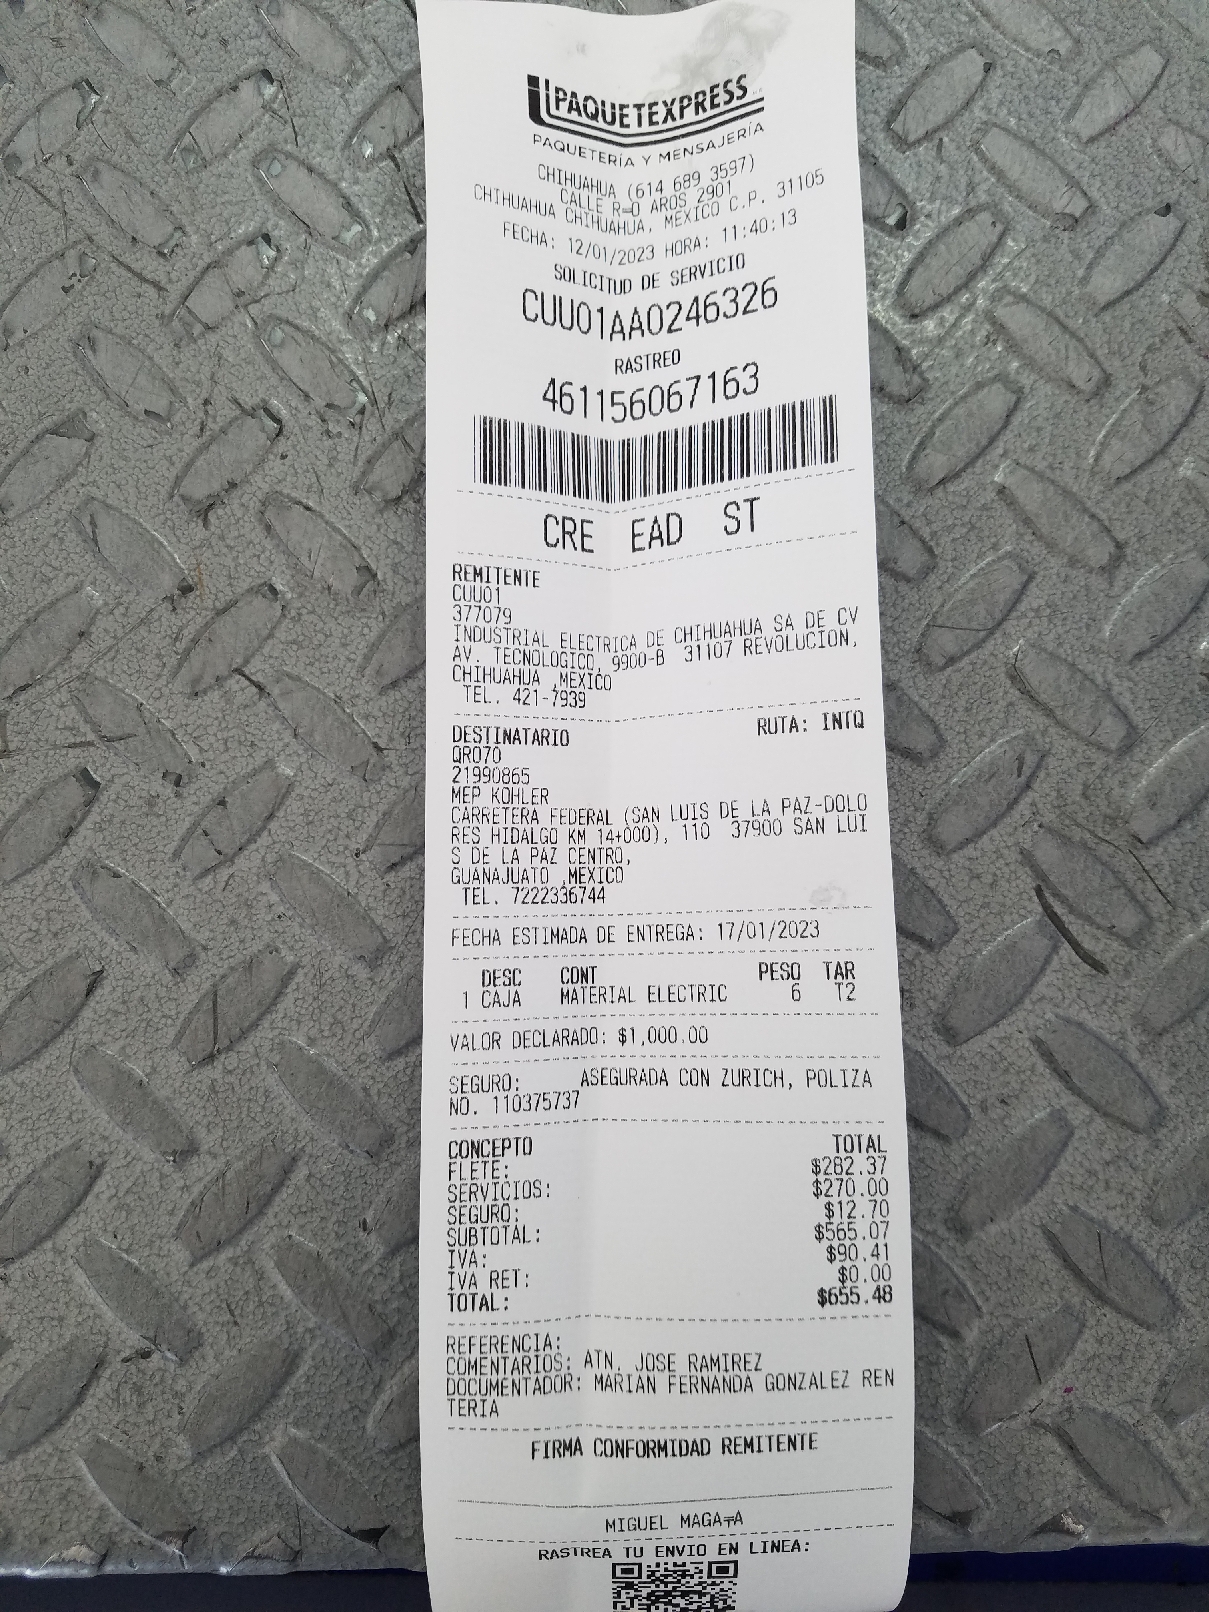 PAQUETEXPRESS
PAQUETERÍA Y MENSAJERÍA
CHIHUAHUA (614 689 3597)
CALLE R=O AROS 2901
CHIHUAHUA CHIHUAHUA, MEXICO C.P. 31105
FECHA: 12/01/2023 HORA: 11:40:13
SOLICITUD DE SERVICIO
CUU01AA0246326
RASTREO
461156067163
CRE EAD ST
REMITENTE
CUU01
377079
INDUSTRIAL ELECTRICA DE CHIHUAHUA SA DE CV
AV. TECNOLOGICO, 9900-B 31107 REVOLUCION,
CHIHUAHUA ,MEXICO
TEL. 421-7939
DESTINATARIO RUTA: INTQ
QRO70
21990865
MEP KOHLER
CARRETERA FEDERAL (SAN LUIS DE LA PAZ-DOLO
RES HIDALGO KM 14+000), 110 37900 SAN LUI
S DE LA PAZ CENTRO,
GUANAJUATO ,MEXICO
TEL. 7222336744
FECHA ESTIMADA DE ENTREGA: 17/01/2023
DESC CONT PESO TAR
1 CAJA MATERIAL ELECTRIC 6 T2
VALOR DECLARADO: $1,000.00
SEGURO: ASEGURADA CON ZURICH, POLIZA
NO. 110375737
CONCEPTO TOTAL
FLETE: $282.37
SERVICIOS: $270.00
SEGURO: $12.70
SUBTOTAL: $565.07
IVA: $90.41
IVA RET: $0.00
TOTAL: $655.48
REFERENCIA:
COMENTARIOS: ATN. JOSE RAMIREZ
DOCUMENTADOR: MARIAN FERNANDA GONZALEZ REN
TERIA
FIRMA CONFORMIDAD REMITENTE
MIGUEL MAGA╤A
RASTREA TU ENVIO EN LINEA: